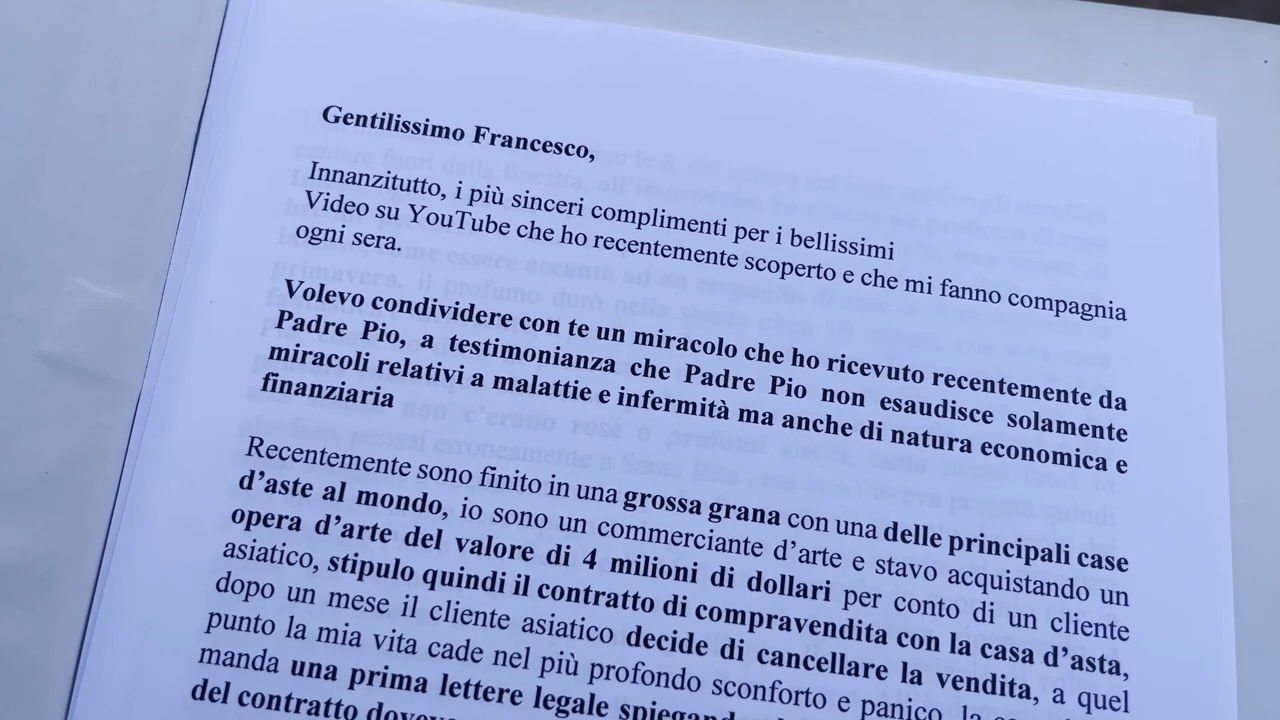 Gentilissimo Francesco,
Innanzitutto, i più sinceri complimenti per i bellissimi
Video su YouTube che ho recentemente scoperto e che mi fanno compagnia
ogni sera.
Volevo condividere con te un miracolo che ho ricevuto recentemente da
Padre Pio, a testimonianza che Padre Pio non esaudisce solamente
miracoli relativi a malattie e infermità ma anche di natura economica e
finanziaria
Recentemente sono finito in una grossa grana con una delle principali case
d’aste al mondo, io sono un commerciante d’arte e stavo acquistando un
opera d’arte del valore di 4 milioni di dollari per conto di un cliente
asiatico, stipulo quindi il contratto di compravendita con la casa d’asta,
dopo un mese il cliente asiatico decide di cancellare la vendita, a quel
punto la mia vita cade nel più profondo sconforto e panico, la
manda una prima lettere legale
del contratto